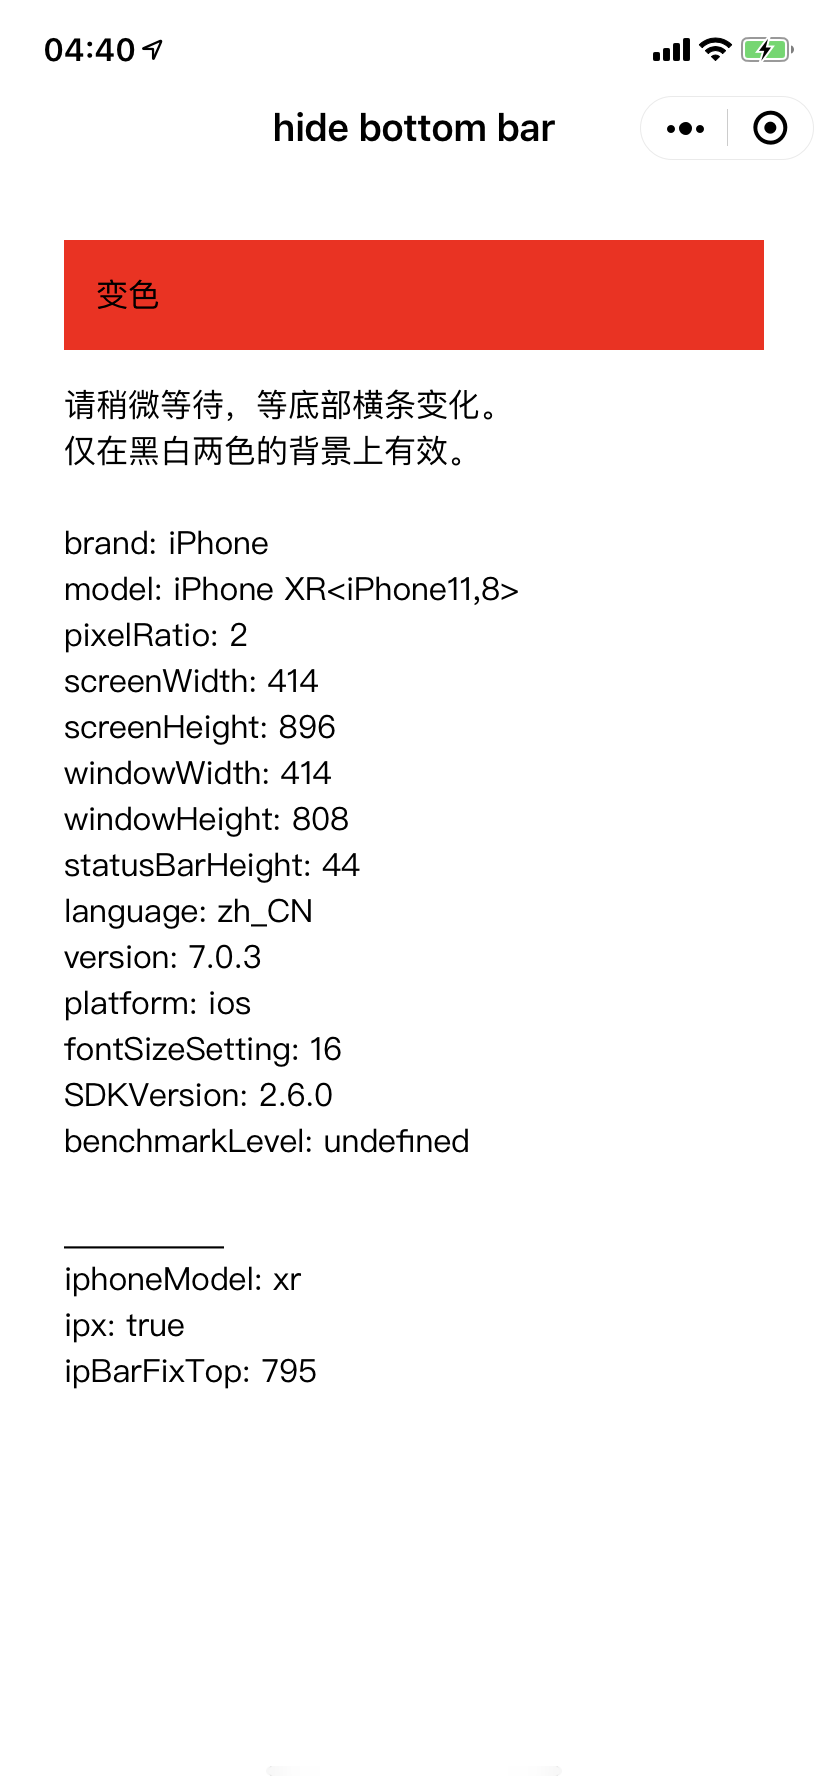 04:40
hide bottom bar
变色
请稍微等待，等底部横条变化。
仅在黑白两色的背景上有效。
brand: iPhone
model: iPhone XR<iPhone11,8>
pixelRatio: 2
screenWidth: 414
screenHeight: 896
windowWidth: 414
windowHeight: 808
statusBarHeight: 44
language: zh_CN
version: 7.0.3
platform: ios
fontSizeSetting: 16
SDKVersion: 2.6.0
benchmarkLevel: undefined
__________
iphoneModel: xr
ipx: true
ipBarFixTop: 795